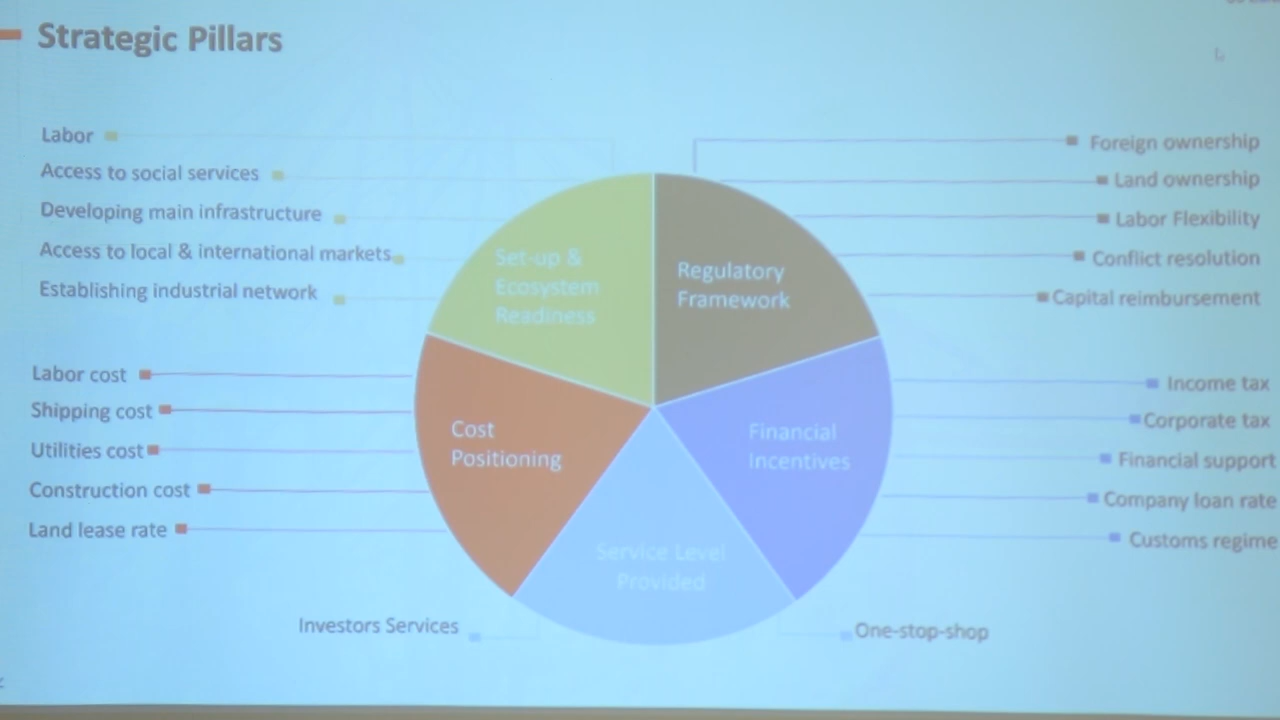 Strategic Pillars
Labor
Access to social services
Developing main infrastructure
Access to local & international markets
Establishing industrial network
Labor cost
Shipping cost
Utilities cost
Construction cost
Land lease rate
Investors Services
Set-up &
Ecosystem
Readiness
Regulatory
Framework
Cost
Positioning
Financial
Incentives
Service Level
Provided
Foreign ownership
Land ownership
Labor Flexibility
Conflict resolution
Capital reimbursement
Income tax
Corporate tax
Financial support
Company loan rate
Customs regime
One-stop-shop